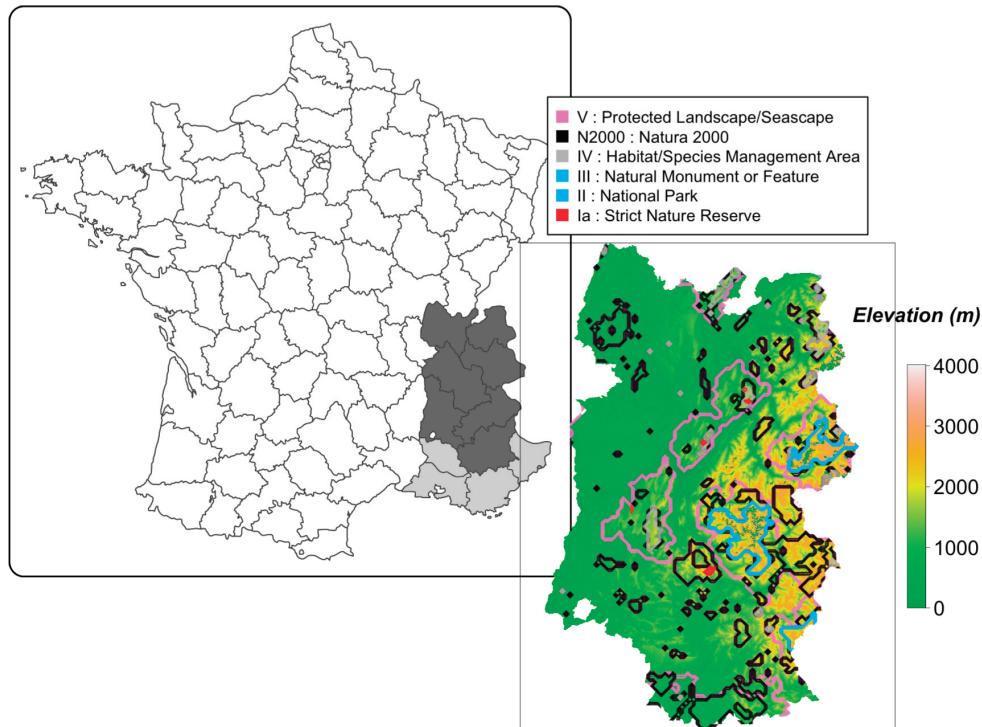 V : Protected Landscape/Seascape
N2000 : Natura 2000
IV : Habitat/Species Management Area
III : Natural Monument or Feature
II : National Park
Ia : Strict Nature Reserve
Elevation (m)
4000
3000
2000
1000
0